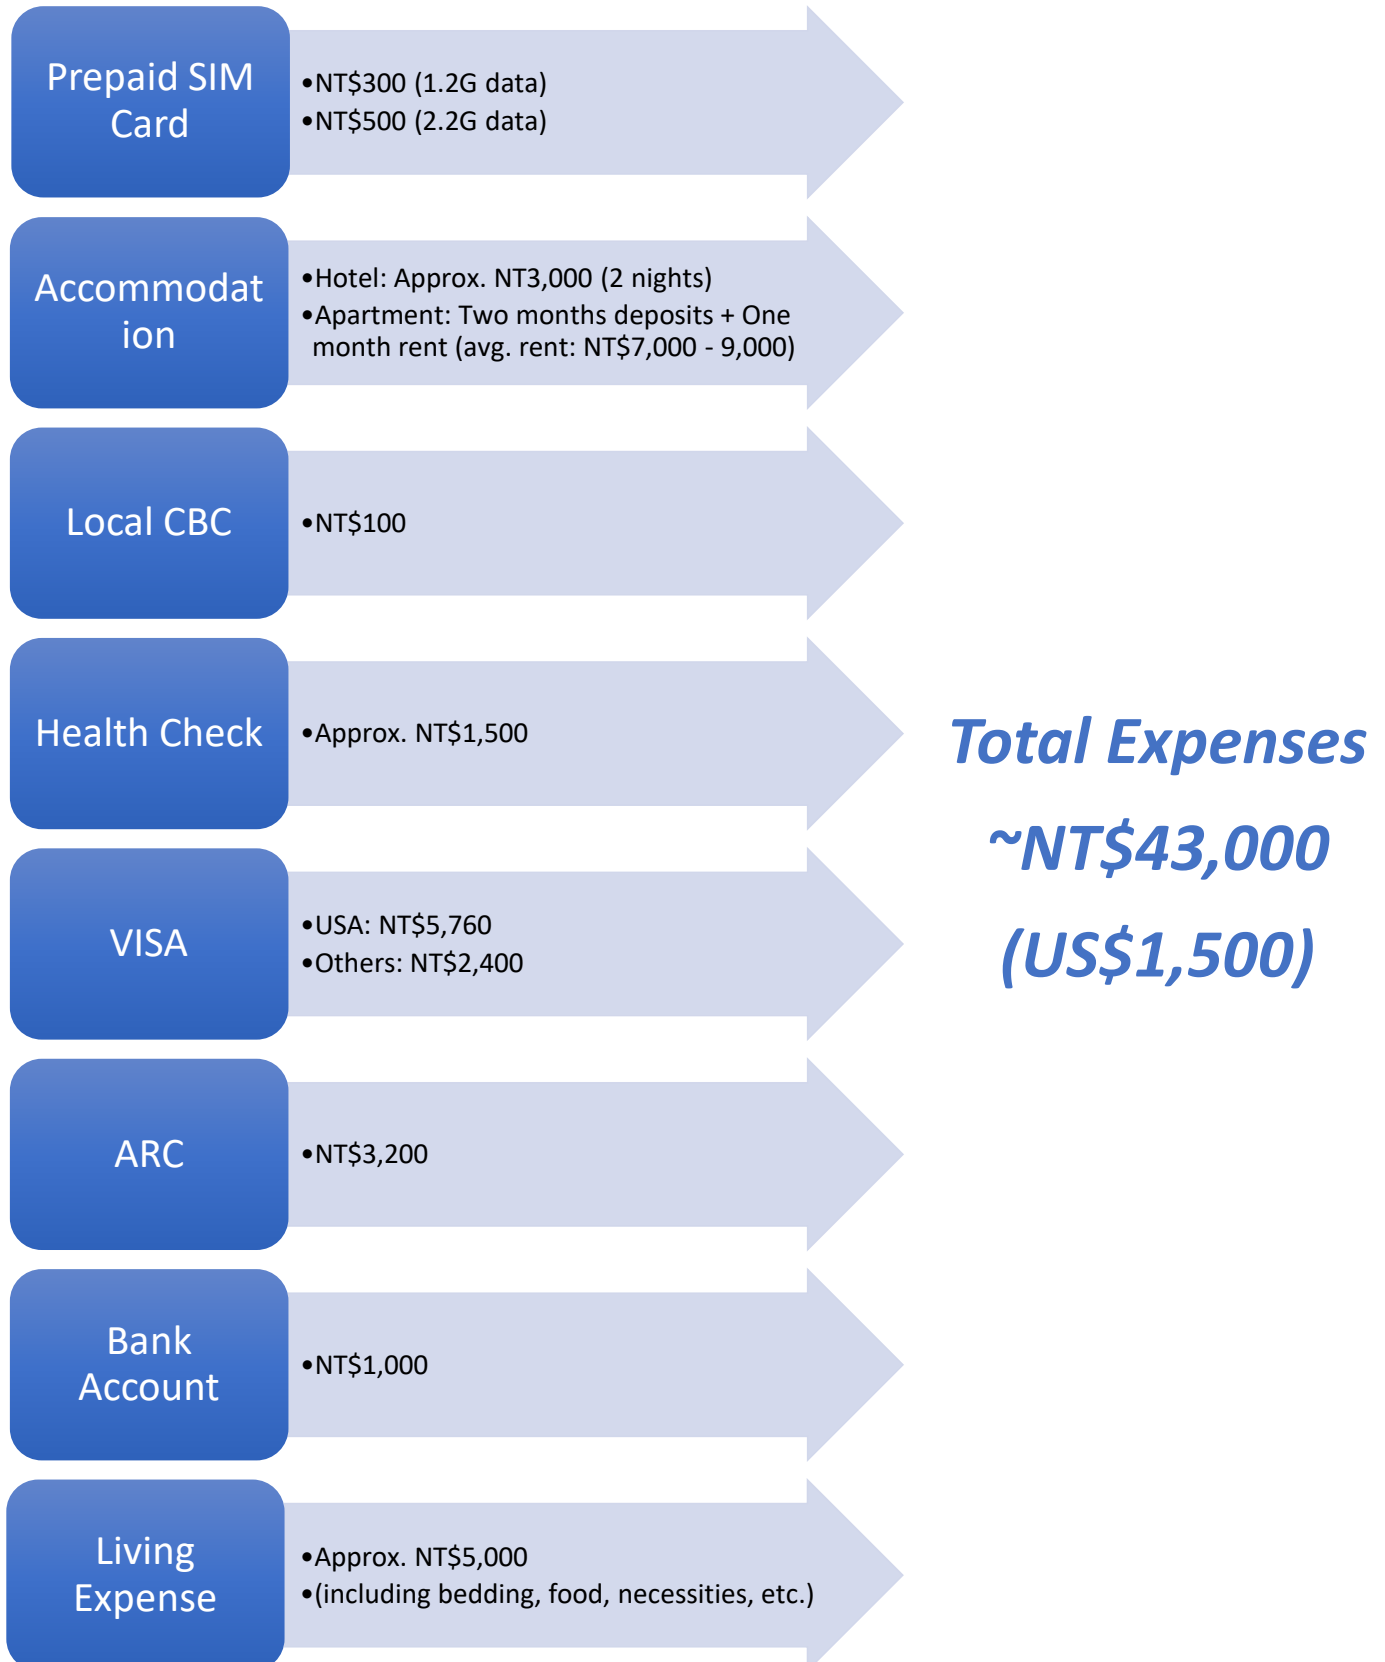 Prepaid SIM
Card
•NT$300 (1.2G data)
•NT$500 (2.2G data)
Accommodat
ion
•Hotel: Approx. NT3,000 (2 nights)
•Apartment: Two months deposits + One
month rent (avg. rent: NT$7,000 - 9,000)
Local CBC
•NT$100
Health Check
•Approx. NT$1,500
VISA
•USA: NT$5,760
•Others: NT$2,400
ARC
•NT$3,200
Bank
Account
•NT$1,000
Living
Expense
•Approx. NT$5,000
•(including bedding, food, necessities, etc.)
Total Expenses
~NT$43,000
(US$1,500)